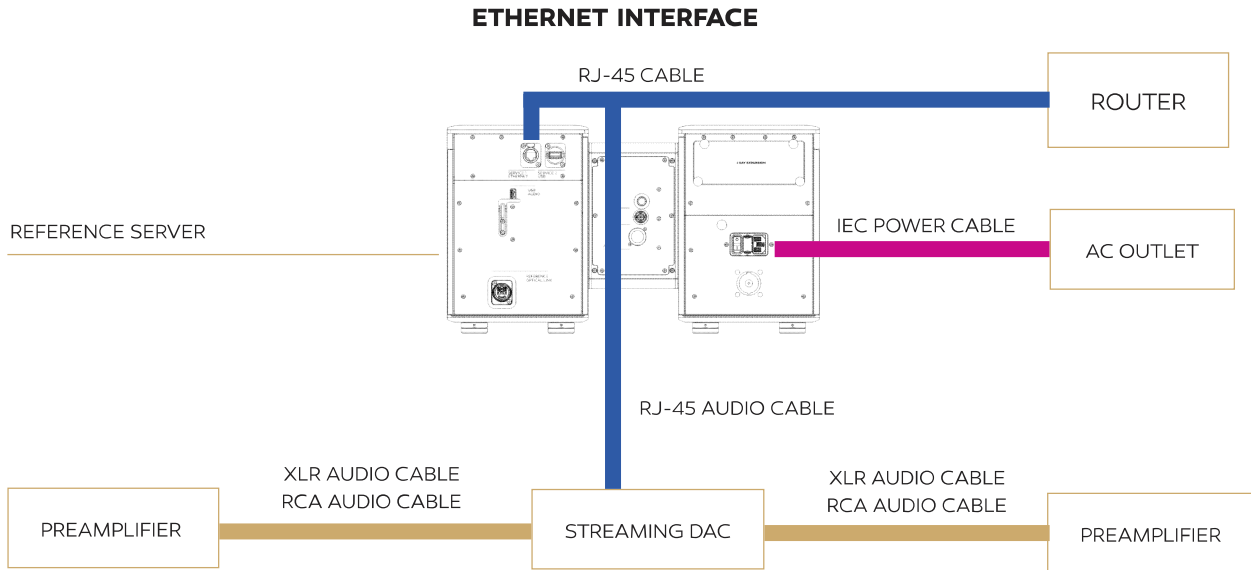 ETHERNET INTERFACE
RJ-45 CABLE
ROUTER
REFERENCE SERVER
IEC POWER CABLE
AC OUTLET
RJ-45 AUDIO CABLE
XLR AUDIO CABLE
RCA AUDIO CABLE
XLR AUDIO CABLE
RCA AUDIO CABLE
PREAMPLIFIER
STREAMING DAC
PREAMPLIFIER